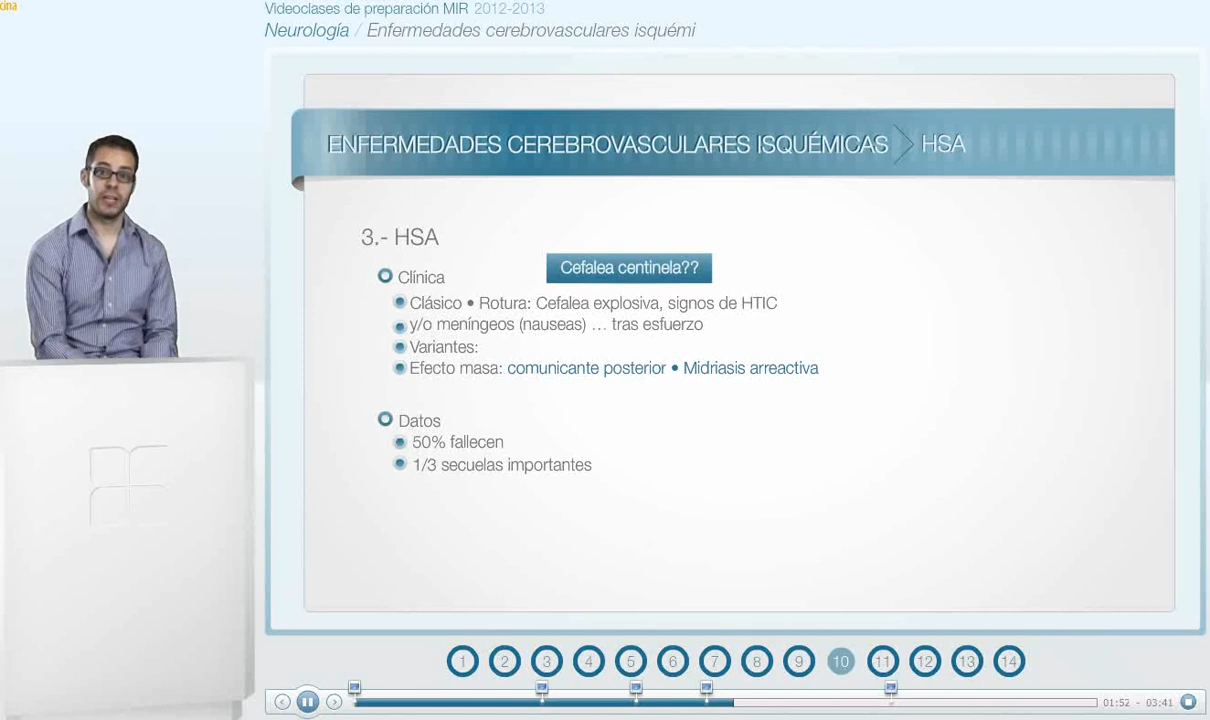 cina
Videoclases de preparación MIR 2012-2013
Neurología / Enfermedades cerebrovasculares isquémi
ENFERMEDADES CEREBROVASCULARES ISQUÉMICAS HSA
3.- HSA
Cefalea centinela??
Clínica
Clásico • Rotura: Cefalea explosiva, signos de HTIC
y/o meníngeos (nauseas) ... tras esfuerzo
Variantes:
Efecto masa: comunicante posterior • Midriasis arreactiva
Datos
50% fallecen
1/3 secuelas importantes
1 2 3 4 5 6 7 8 9 10 11 12 13 14
01:52 - 03:41